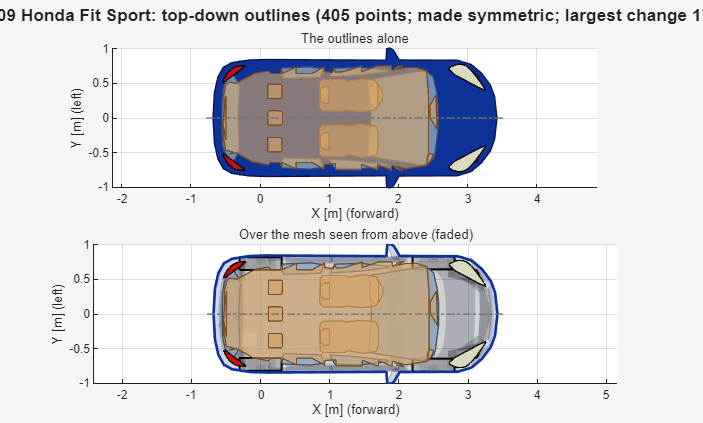 09 Honda Fit Sport: top-down outlines (405 points; made symmetric; largest change 1
The outlines alone
1
0.5
0
-0.5
-1
Y [m] (left)
-2 -1 0 1 2 3 4
X [m] (forward)
Over the mesh seen from above (faded)
1
0.5
0
-0.5
-1
Y [m] (left)
-2 -1 0 1 2 3 4 5
X [m] (forward)